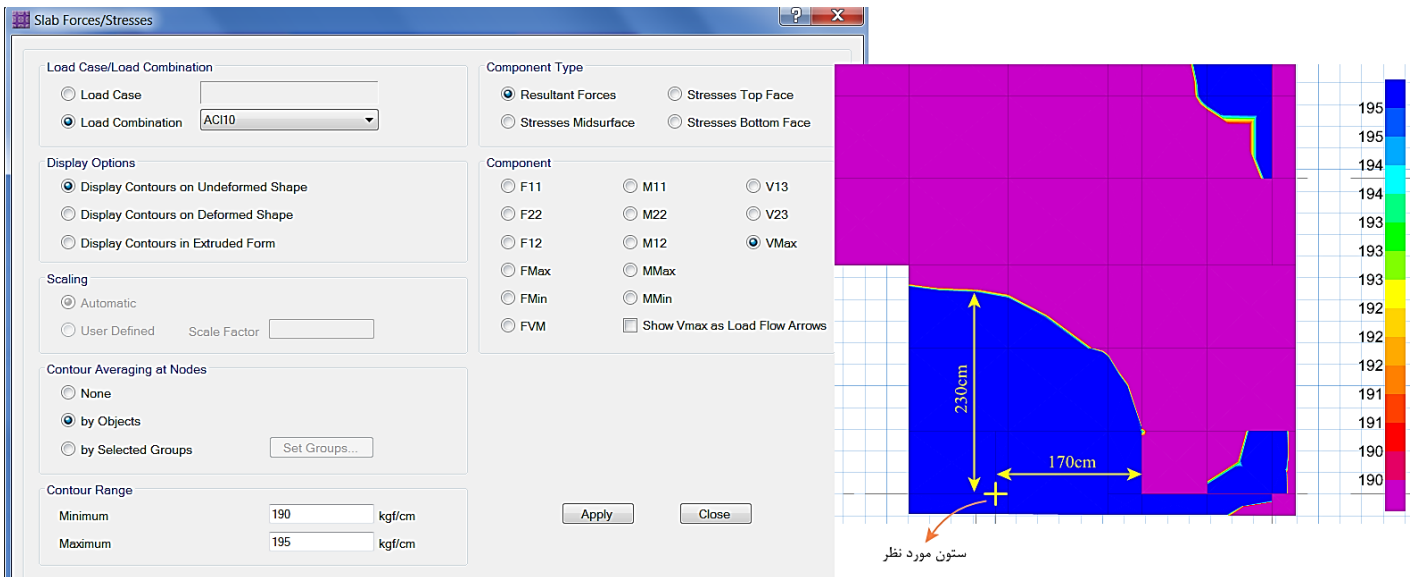 Slab Forces/Stresses
Load Case/Load Combination
Load Case
Load Combination
ACI10
Display Options
Display Contours on Undeformed Shape
Display Contours on Deformed Shape
Display Contours in Extruded Form
Scaling
Automatic
User Defined Scale Factor
Contour Averaging at Nodes
None
by Objects
by Selected Groups Set Groups...
Contour Range
Minimum 190 kgf/cm
Maximum 195 kgf/cm
Component Type
Resultant Forces Stresses Top Face
Stresses Midsurface Stresses Bottom Face
Component
F11 M11 V13
F22 M22 V23
F12 M12 VMax
FMax MMax
FMin MMin
FVM Show Vmax as Load Flow Arrows
Apply Close
230cm
170cm
ستون مورد نظر
195
195
194
194
193
193
193
192
192
192
191
191
190
190